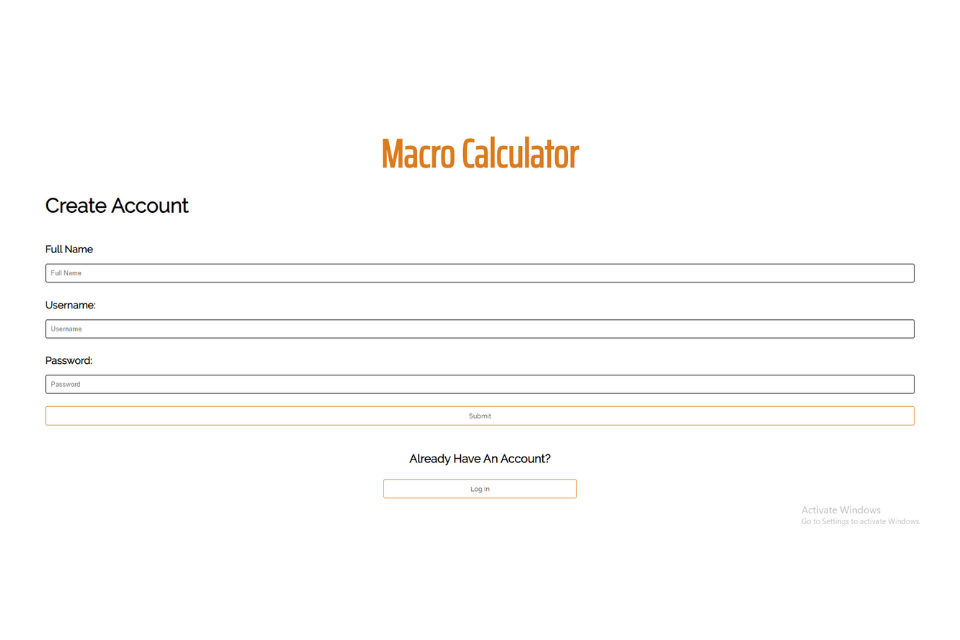 Macro Calculator
Create Account
Full Name
Full Name
Username:
Username
Password:
Password
Submit
Already Have An Account?
Log in
Activate Windows
Go to Settings to activate Windows.